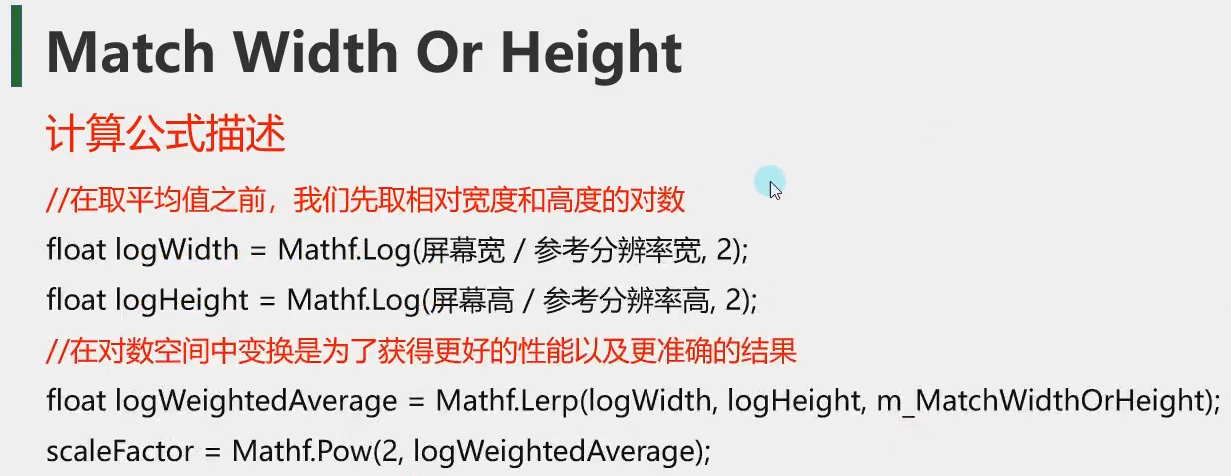 Match Width Or Height
计算公式描述
//在取平均值之前，我们先取相对宽度和高度的对数
float logWidth = Mathf.Log(屏幕宽 / 参考分辨率宽, 2);
float logHeight = Mathf.Log(屏幕高 / 参考分辨率高, 2);
//在对数空间中变换是为了获得更好的性能以及更准确的结果
float logWeightedAverage = Mathf.Lerp(logWidth, logHeight, m_MatchWidthOrHeight);
scaleFactor = Mathf.Pow(2, logWeightedAverage);